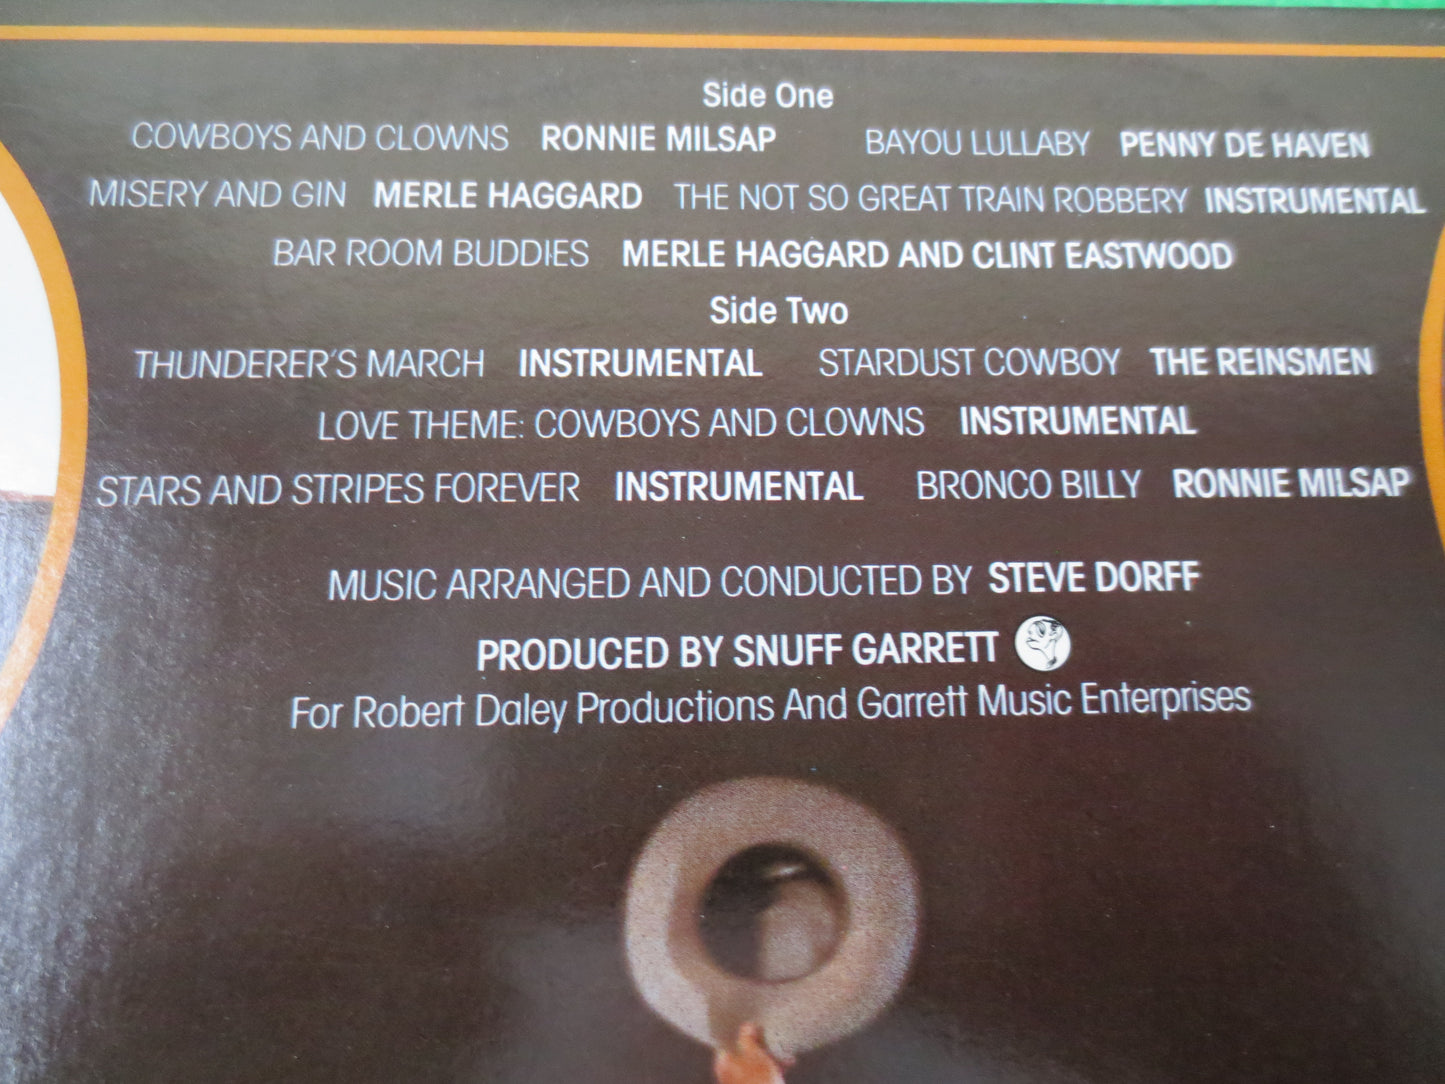 Side One
COWBOYS AND CLOWNS RONNIE MILSAP BAYOU LULLABY PENNY DE HAVEN
MISERY AND GIN MERLE HAGGARD THE NOT SO GREAT TRAIN ROBBERY INSTRUMENTAL
BAR ROOM BUDDIES MERLE HAGGARD AND CLINT EASTWOOD
Side Two
THUNDERER'S MARCH INSTRUMENTAL STARDUST COWBOY THE REINSMEN
LOVE THEME: COWBOYS AND CLOWNS INSTRUMENTAL
STARS AND STRIPES FOREVER INSTRUMENTAL BRONCO BILLY RONNIE MILSAP
MUSIC ARRANGED AND CONDUCTED BY STEVE DORFF
PRODUCED BY SNUFF GARRETT
For Robert Daley Productions And Garrett Music Enterprises